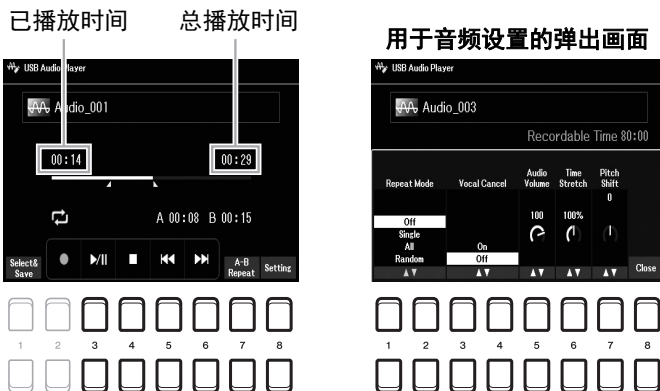 已播放时间 总播放时间
USB Audio Player
Audio_001
00:14 00:29
A 00:08 B 00:15
Select& Save
A-B Repeat
Setting
1 2 3 4 5 6 7 8
用于音频设置的弹出画面
USB Audio Player
Audio_003
Recordable Time 80:00
Repeat Mode
Vocal Cancel
Audio Volume
Time Stretch
Pitch Shift
0
100
100%
Off
Single
All
Random
On
Off
Close
1 2 3 4 5 6 7 8